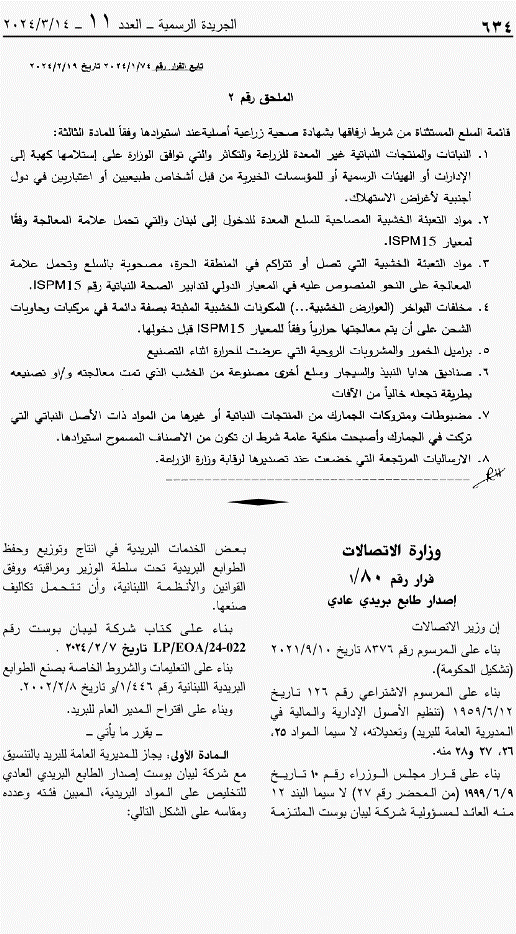 ٦٣٤
الجريدة الرسمية ـ العدد ١١ ـ ٢٠٢٤/٣/١٤
تابع القرار رقم ٢٠٢٤/١/٧٤ تاريخ ٢٠٢٤/٢/١٩
الملحق رقم ٢
قائمة السلع المستثناة من شرط ارفاقها بشهادة صحية زراعية أصلية عند استيرادها وفقاً للمادة الثالثة:
١. النباتات والمنتجات النباتية غير المعدة للزراعة والتكاثر والتي توافق الوزارة على إستلامها كهبة إلى
الإدارات أو الهيئات الرسمية أو للمؤسسات الخيرية من قبل أشخاص طبيعيين أو اعتباريين في دول
أجنبية لأغراض الاستهلاك.
٢. مواد التعبئة الخشبية المصاحبة للسلع المعدة للدخول إلى لبنان والتي تحمل علامة المعالجة وفقًا
لمعيار ISPM15.
٣. مواد التعبئة الخشبية التي تصل أو تتراكم في المنطقة الحرة، مصحوبة بالسلع وتحمل علامة
المعالجة على النحو المنصوص عليه في المعيار الدولي لتدابير الصحة النباتية رقم ISPM15.
٤. مخلفات البواخر (العوارض الخشبية...) المكونات الخشبية المثبتة بصفة دائمة في مركبات وحاويات
الشحن على أن يتم معالجتها حرارياً وفقاً للمعيار ISPM15 قبل دخولها.
٥. براميل الخمور والمشروبات الروحية التي عرضت للحرارة اثناء التصنيع
٦. صناديق هدايا النبيذ والسيجار وسلع أخرى مصنوعة من الخشب الذي تمت معالجته و/او تصنيعه
بطريقة تجعله خالياً من الآفات
٧. مضبوطات ومتروكات الجمارك من المنتجات النباتية أو غيرها من المواد ذات الأصل النباتي التي
تركت في الجمارك وأصبحت ملكية عامة شرط ان تكون من الاصناف المسموح استيرادها.
٨. الارساليات المرتجعة التي خضعت عند تصديرها لرقابة وزارة الزراعة.
وزارة الاتصالات
قرار رقم ١/٨٠
إصدار طابع بريدي عادي
إن وزير الاتصالات
بناء على المرسوم رقم ٨٣٧٦ تاريخ ٢٠٢١/٩/١٠
(تشكيل الحكومة).
بناء على المرسوم الاشتراعي رقم ١٢٦ تاريخ
١٩٥٩/٦/١٢ (تنظيم الأصول الإدارية والمالية في
المديرية العامة للبريد) وتعديلاته، لا سيما المواد ٢٥،
٢٦، ٢٧ و٢٨ منه.
بناء على قرار مجلس الوزراء رقم ١٠ تاريخ
١٩٩٩/٦/٩ (من المحضر رقم ٢٧) لا سيما البند ١٢
منه العائد لمسؤولية شركة ليبان بوست الملتزمة
بعض الخدمات البريدية في انتاج وتوزيع وحفظ
الطوابع البريدية تحت سلطة الوزير ومراقبته ووفق
القوانين والأنظمة اللبنانية، وأن تتحمل تكاليف
صنعها.
بناء على كتاب شركة ليبان بوست رقم
LP/EOA/24-022 تاريخ ٢٠٢٤/٢/٧ .
بناء على التعليمات والشروط الخاصة بصنع الطوابع
البريدية اللبنانية رقم ١/٤٤٦/و تاريخ ٢٠٠٢/٢/٨.
وبناء على اقتراح المدير العام للبريد.
ـ يقرر ما يأتي ـ
المادة الأولى: يجاز للمديرية العامة للبريد بالتنسيق
مع شركة ليبان بوست إصدار الطابع البريدي العادي
للتخليص على المواد البريدية، المبين فئته وعدده
ومقاسه على الشكل التالي: